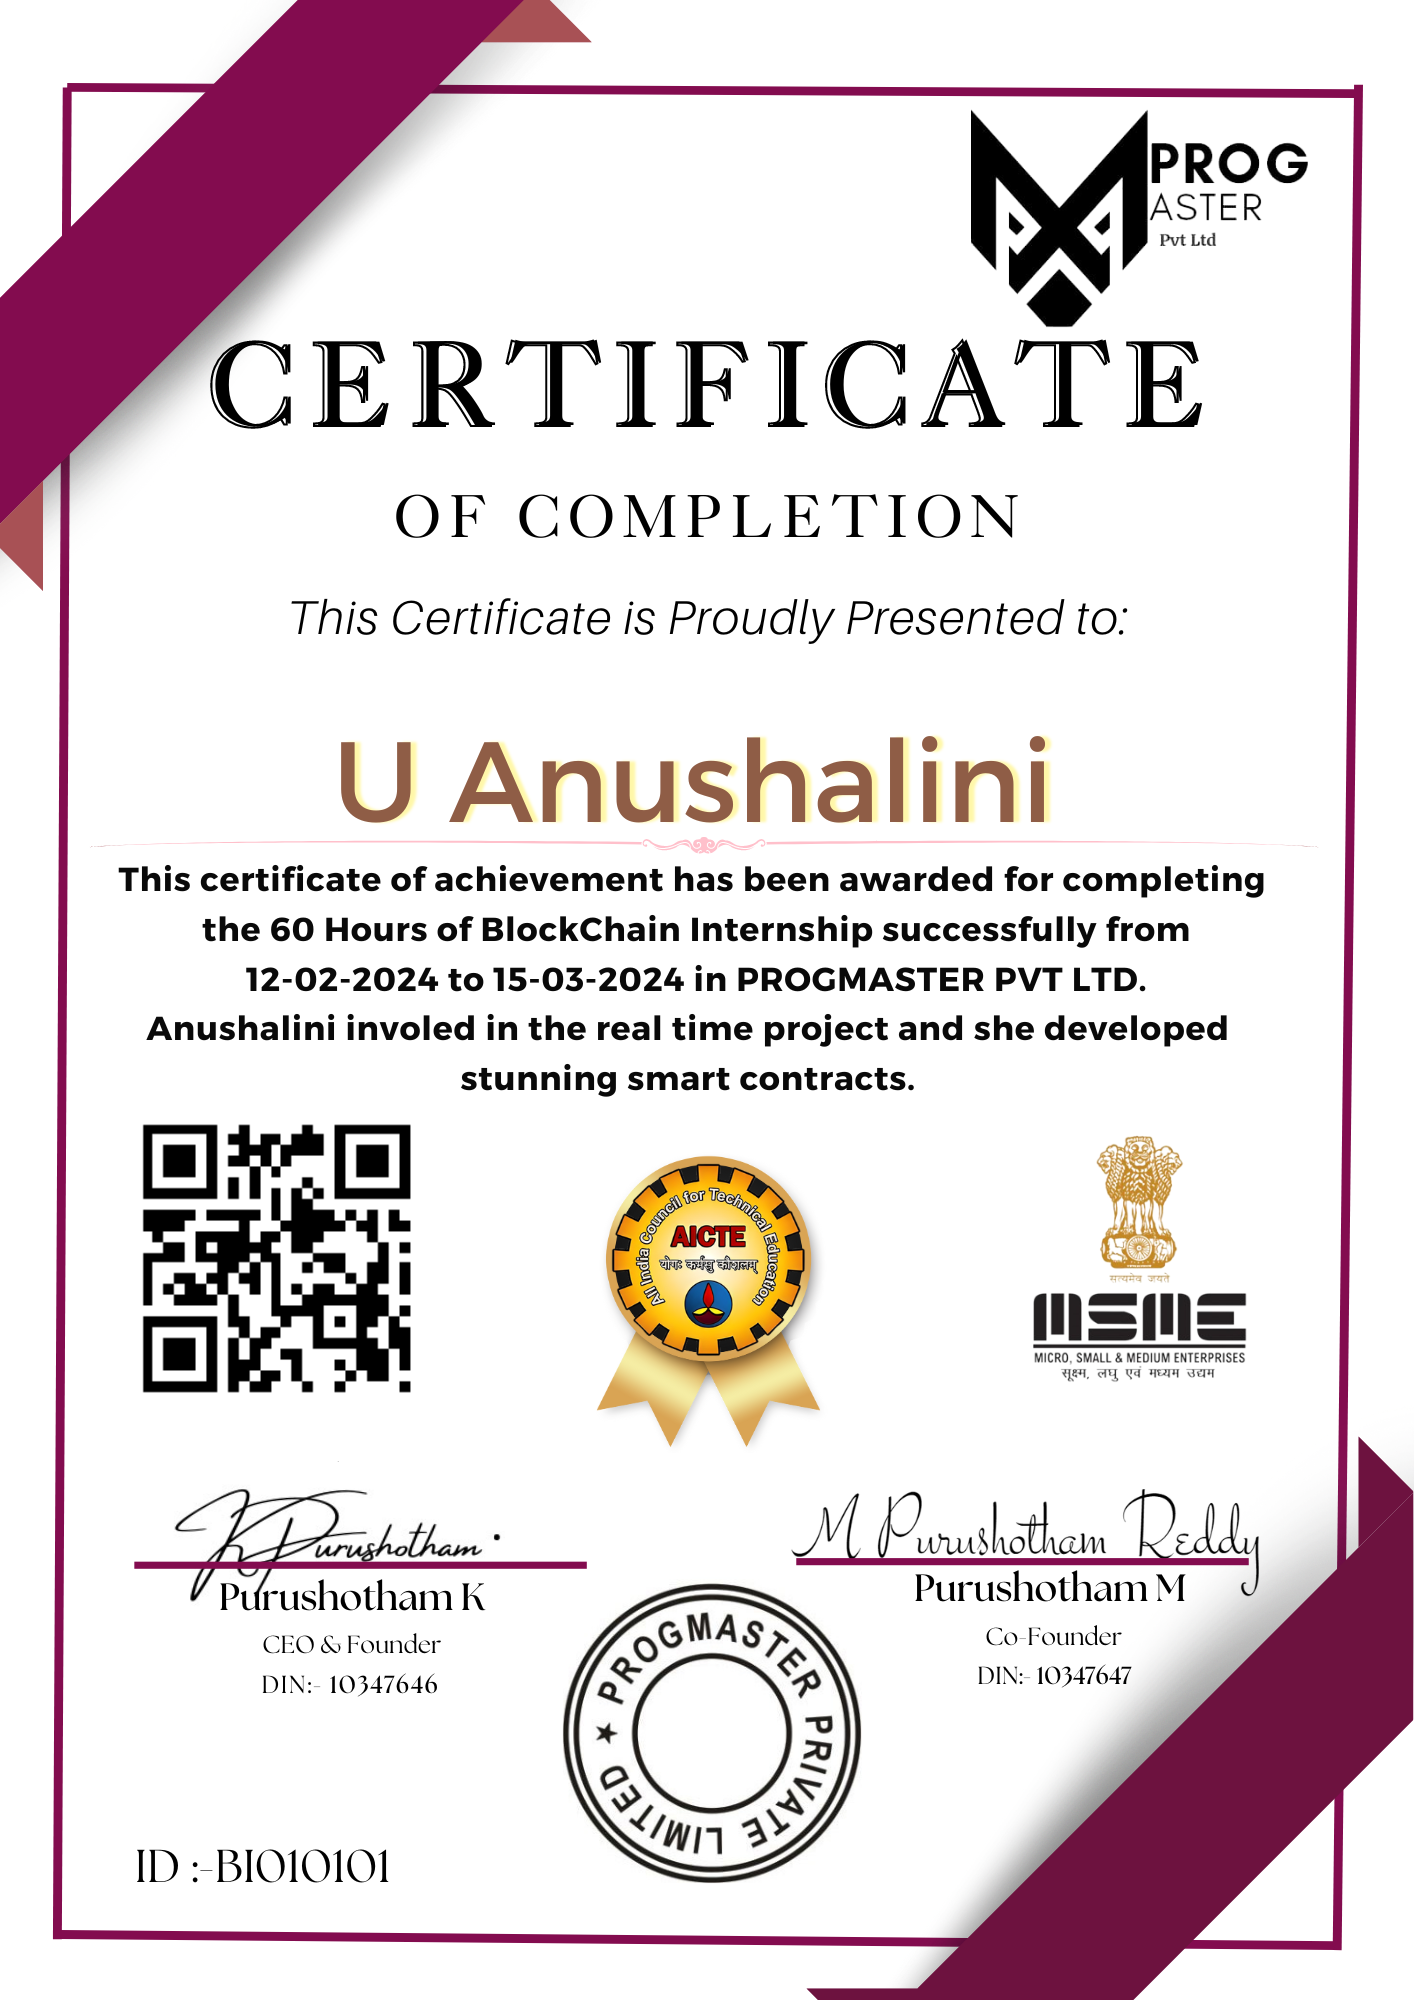 PROG
ASTER
Pvt Ltd
CERTIFICATE
OF COMPLETION
This Certificate is Proudly Presented to:
U Anushalini
This certificate of achievement has been awarded for completing
the 60 Hours of BlockChain Internship successfully from
12-02-2024 to 15-03-2024 in PROGMASTER PVT LTD.
Anushalini involed in the real time project and she developed
stunning smart contracts.
All India Council for Technical Education
AICTE
योगः कर्मसु कौशलम्
सत्यमेव जयते
MSME
MICRO, SMALL & MEDIUM ENTERPRISES
सूक्ष्म, लघु एवं मध्यम उद्यम
K Purushotham
Purushotham K
CEO & Founder
DIN:- 10347646
M Purushotham Reddy
Purushotham M
Co-Founder
DIN:- 10347647
★ PROGMASTER PRIVATE LIMITED
ID :-BI010101